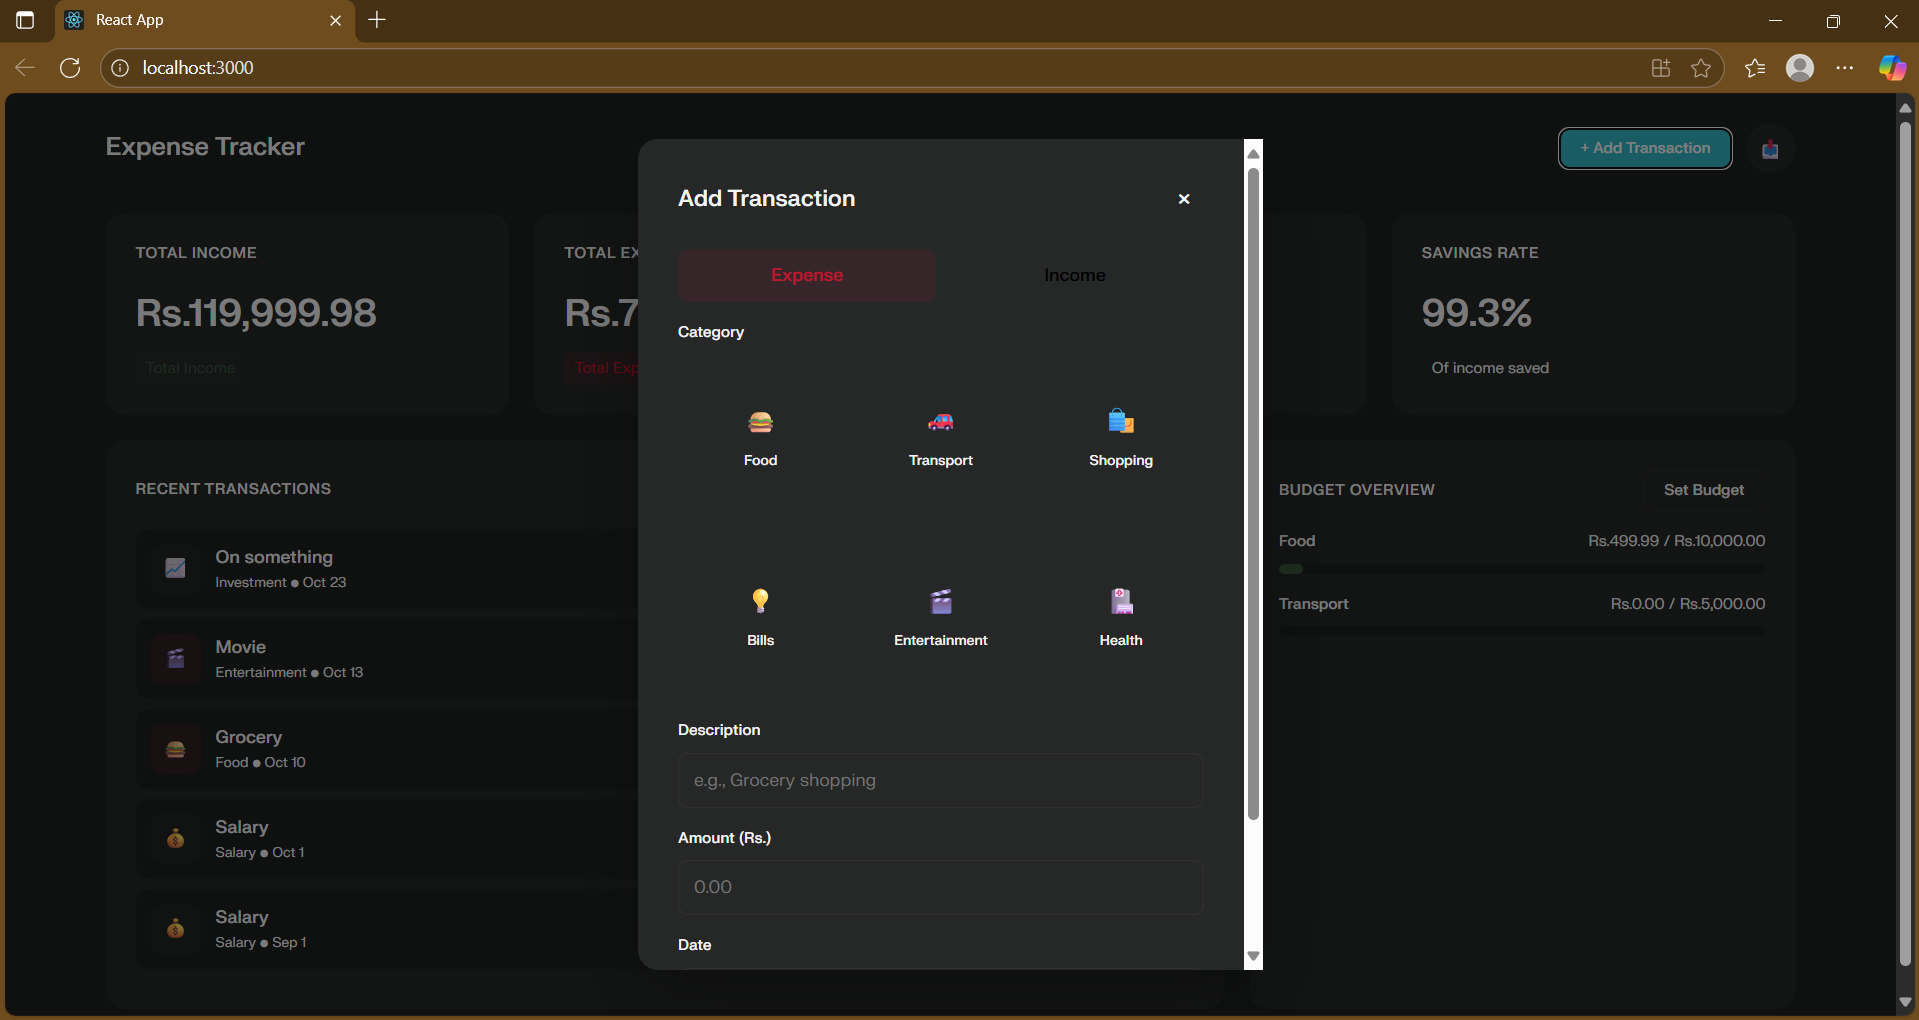 React App
localhost:3000
Expense Tracker
+ Add Transaction
TOTAL INCOME
Rs.119,999.98
Total Income
TOTAL EX
Rs.7
Total Exp
SAVINGS RATE
99.3%
Of income saved
RECENT TRANSACTIONS
On something
Investment ● Oct 23
Movie
Entertainment ● Oct 13
Grocery
Food ● Oct 10
Salary
Salary ● Oct 1
Salary
Salary ● Sep 1
Add Transaction
×
Expense
Income
Category
Food
Transport
Shopping
Bills
Entertainment
Health
Description
e.g., Grocery shopping
Amount (Rs.)
0.00
Date
BUDGET OVERVIEW
Set Budget
Food
Rs.499.99 / Rs.10,000.00
Transport
Rs.0.00 / Rs.5,000.00